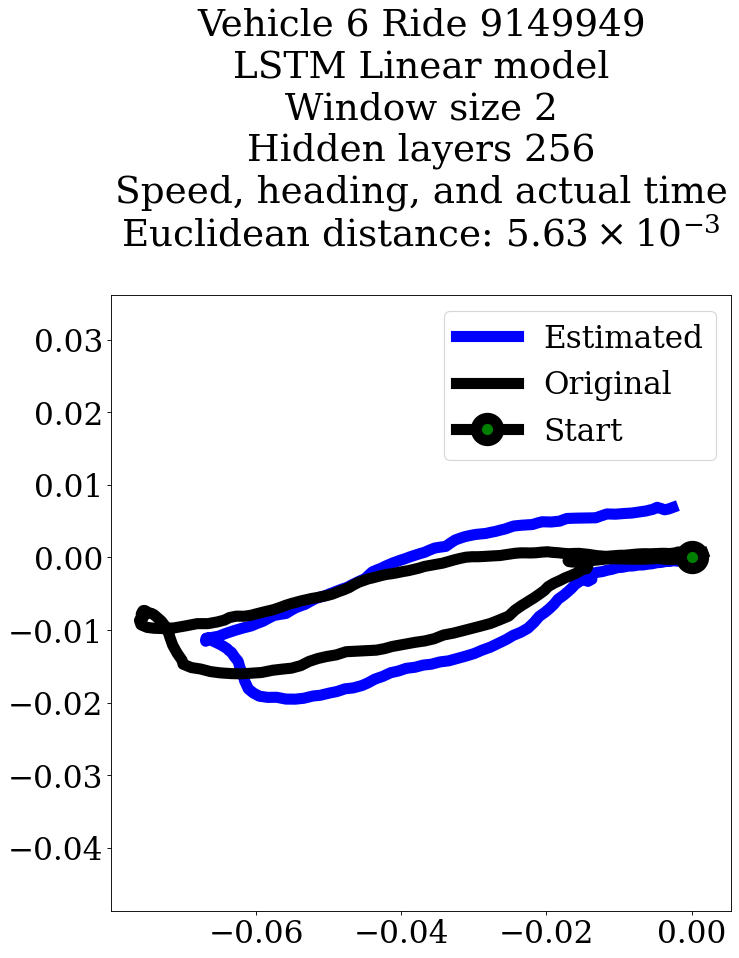 Vehicle 6 Ride 9149949
LSTM Linear model
Window size 2
Hidden layers 256
Speed, heading, and actual time
Euclidean distance: 5.63 × 10⁻³
Estimated
Original
Start
0.03
0.02
0.01
0.00
−0.01
−0.02
−0.03
−0.04
−0.06 −0.04 −0.02 0.00